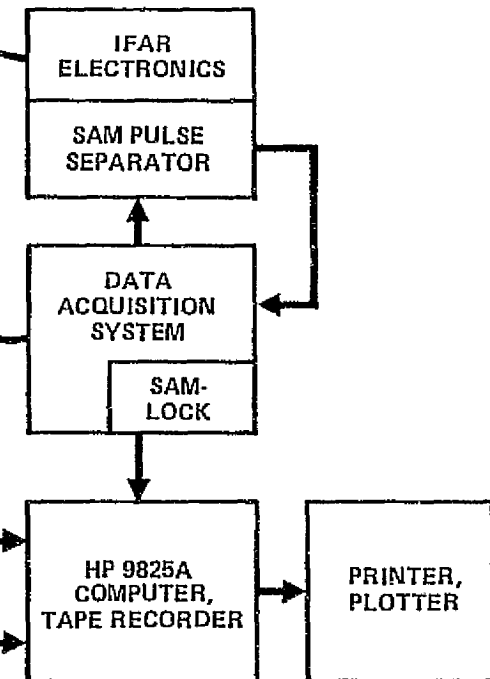 IFAR
ELECTRONICS
SAM PULSE
SEPARATOR
DATA
ACQUISITION
SYSTEM
SAM-
LOCK
HP 9825A
COMPUTER,
TAPE RECORDER
PRINTER,
PLOTTER